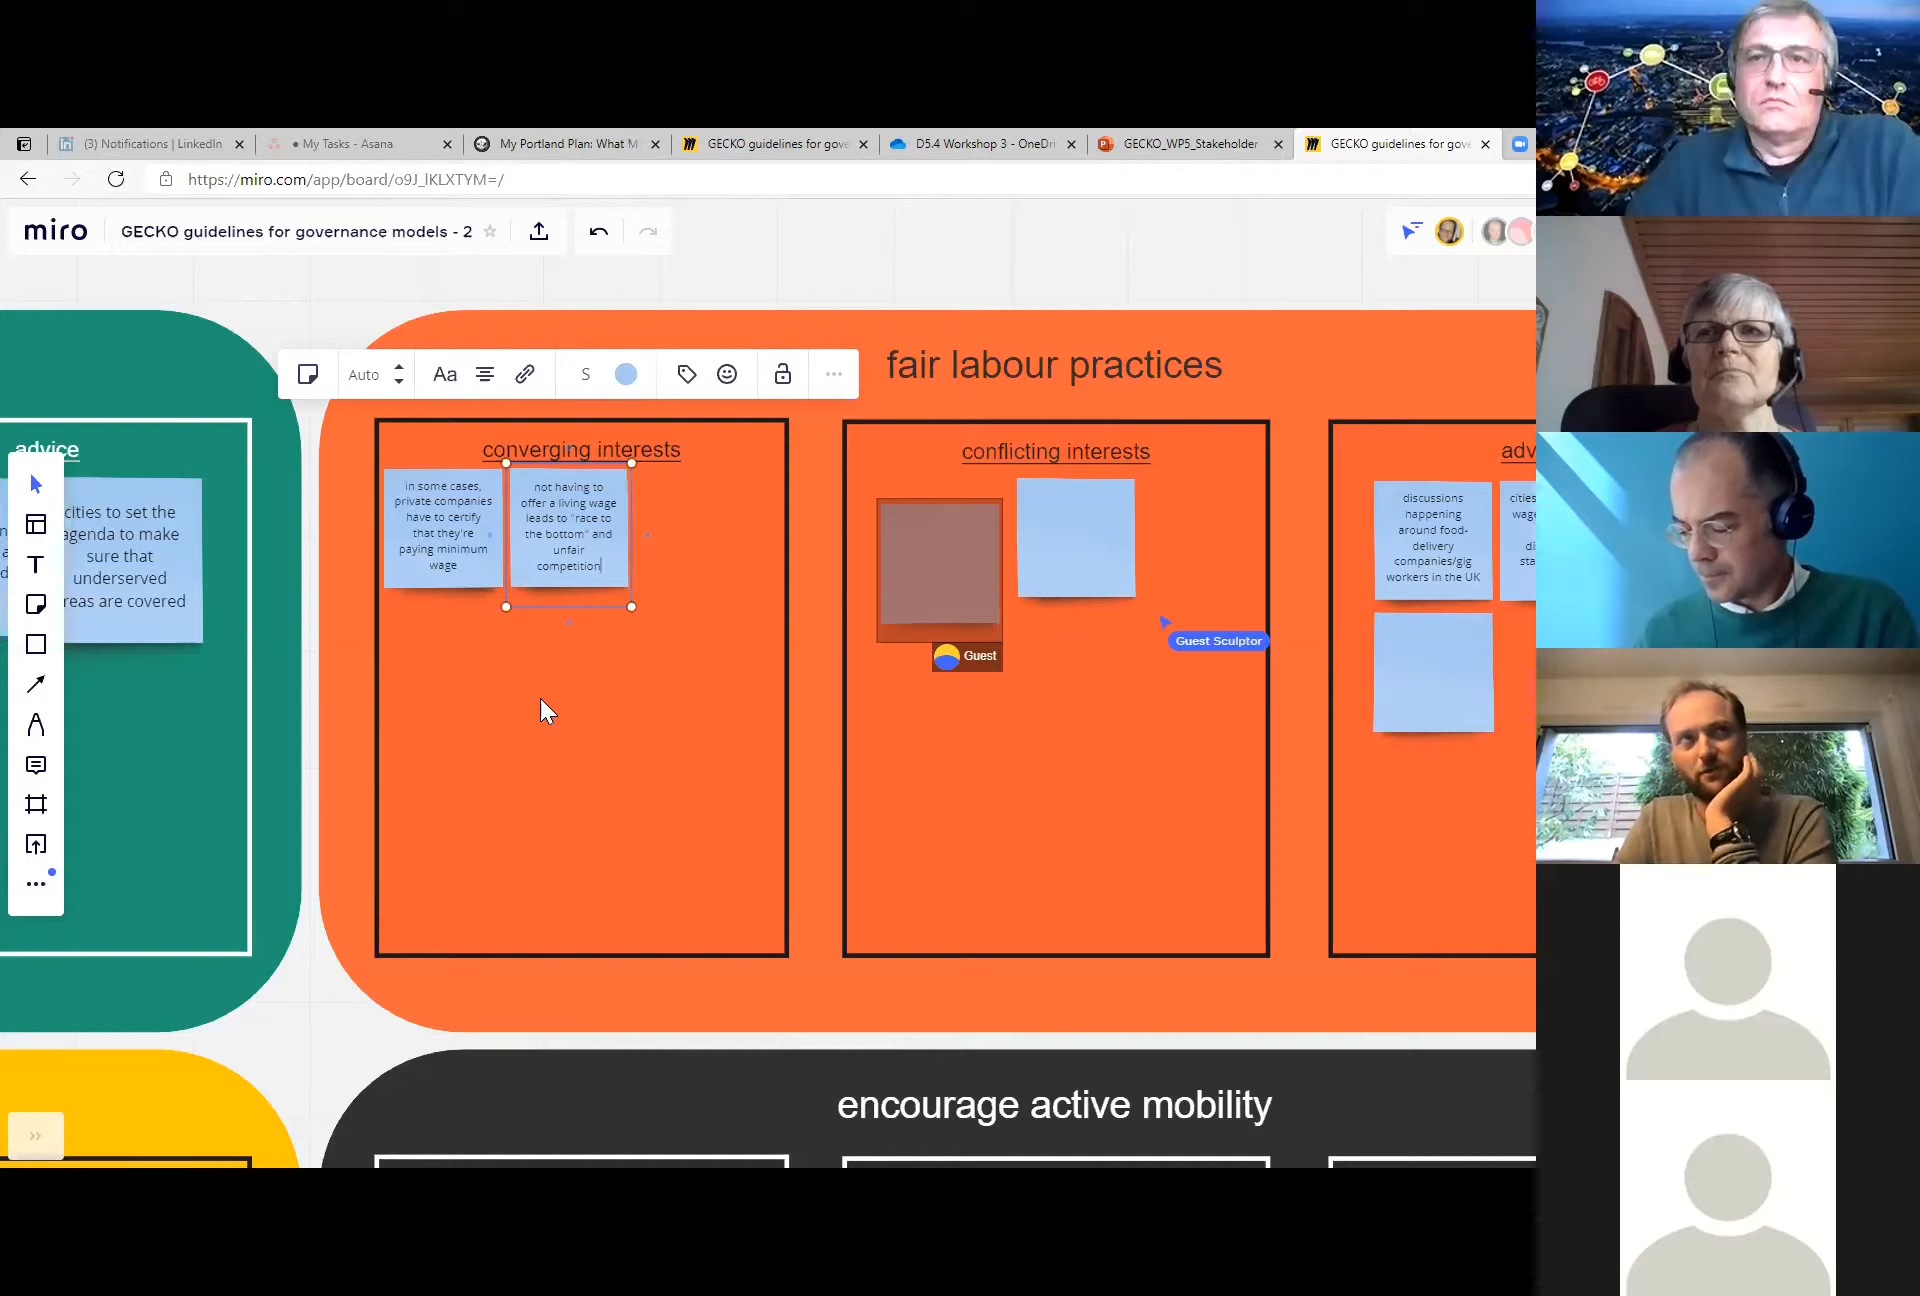 (3) Notifications | LinkedIn
• My Tasks - Asana
My Portland Plan: What M
GECKO guidelines for gove
D5.4 Workshop 3 - OneDri
GECKO_WP5_Stakeholder
GECKO guidelines for gove
https://miro.com/app/board/o9J_lKLXTYM=/
miro
GECKO guidelines for governance models - 2
Auto
Aa
S
fair labour practices
advice
cities to set the
agenda to make
sure that
underserved
reas are covered
converging interests
in some cases,
private companies
have to certify
that they're
paying minimum
wage
not having to
offer a living wage
leads to "race to
the bottom" and
unfair
competition
conflicting interests
Guest
Guest Sculptor
adv
discussions
happening
around food-
delivery
companies/gig
workers in the UK
cities
wage
di
sta
encourage active mobility